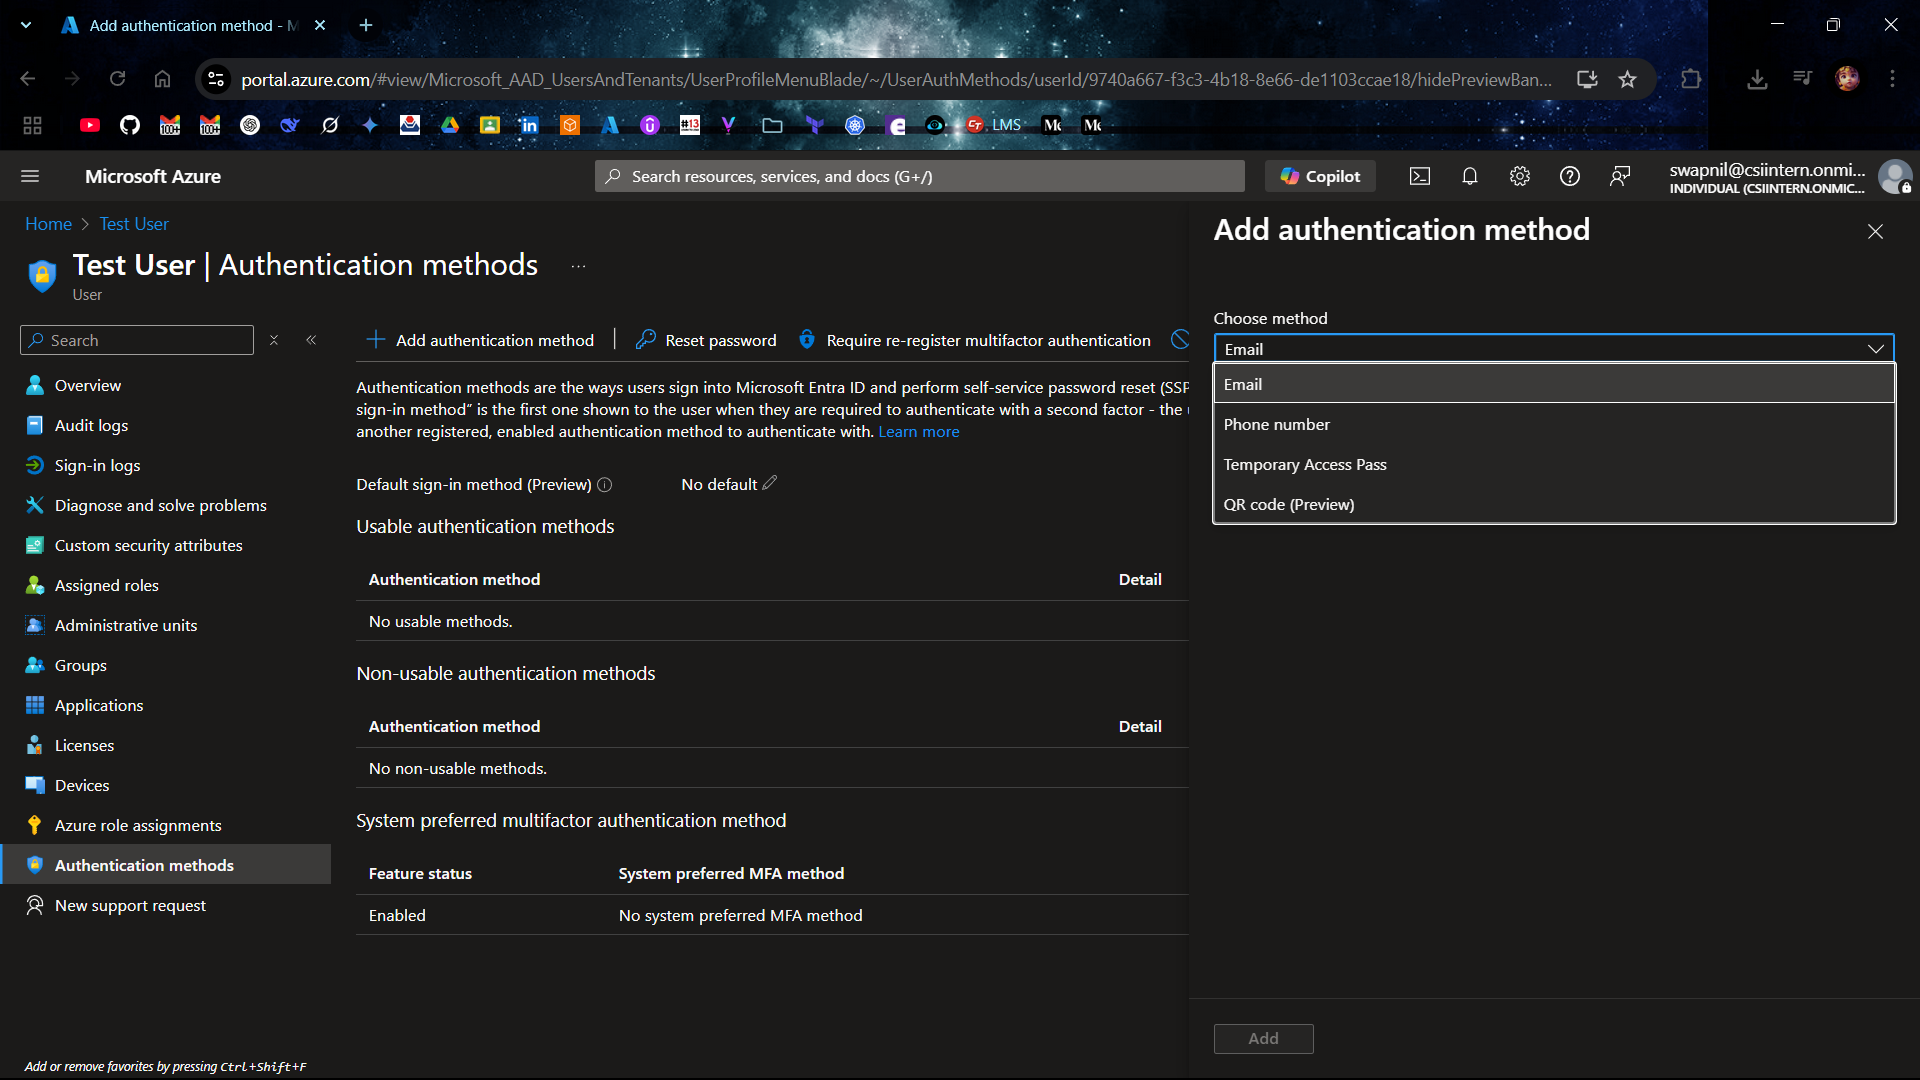 Add authentication method - M
portal.azure.com/#view/Microsoft_AAD_UsersAndTenants/UserProfileMenuBlade/~/UserAuthMethods/userId/9740a667-f3c3-4b18-8e66-de1103ccae18/hidePreviewBan...
100+
100+
in
#13
LMS
Microsoft Azure
Search resources, services, and docs (G+/)
Copilot
swapnil@csiintern.onmi...
INDIVIDUAL (CSIINTERN.ONMIC...
Home > Test User
Test User | Authentication methods
...
User
Search
Overview
Audit logs
Sign-in logs
Diagnose and solve problems
Custom security attributes
Assigned roles
Administrative units
Groups
Applications
Licenses
Devices
Azure role assignments
Authentication methods
New support request
Add or remove favorites by pressing Ctrl+Shift+F
Add authentication method
Reset password
Require re-register multifactor authentication
Authentication methods are the ways users sign into Microsoft Entra ID and perform self-service password reset (SSP
sign-in method” is the first one shown to the user when they are required to authenticate with a second factor - the
another registered, enabled authentication method to authenticate with. Learn more
Default sign-in method (Preview)
No default
Usable authentication methods
Authentication method Detail
No usable methods.
Non-usable authentication methods
Authentication method Detail
No non-usable methods.
System preferred multifactor authentication method
Feature status System preferred MFA method
Enabled No system preferred MFA method
Add authentication method
Choose method
Email
Email
Phone number
Temporary Access Pass
QR code (Preview)
Add